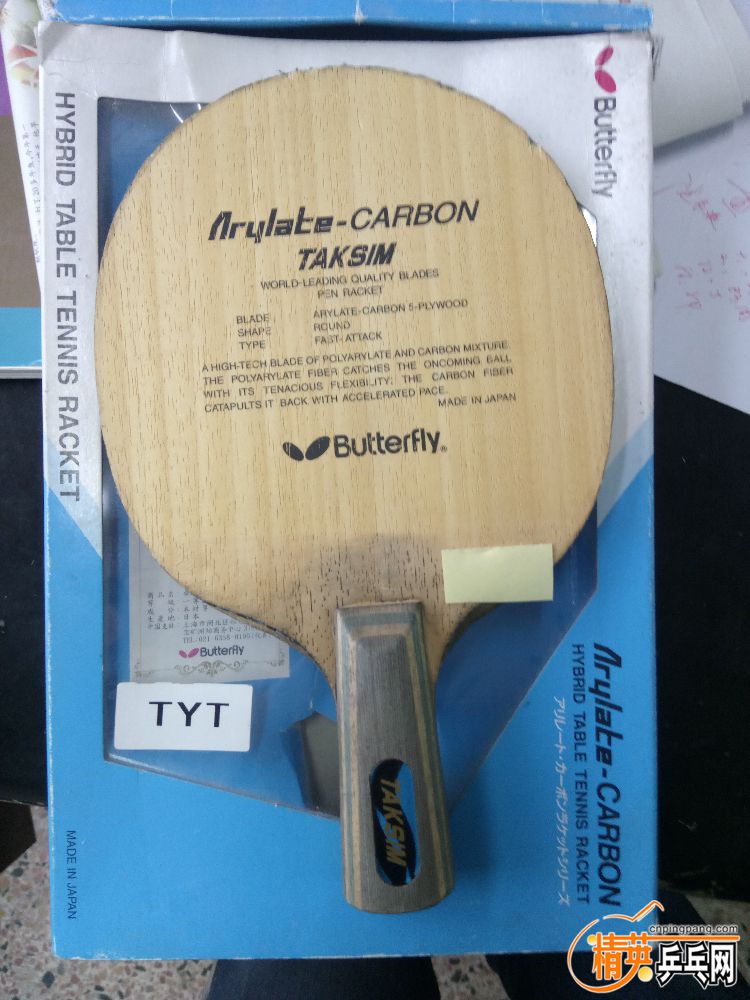 Butterfly
HYBRID TABLE TENNIS RACKET
Arylate-CARBON
TAKSIM
WORLD-LEADING QUALITY BLADES
PEN RACKET
BLADE : ARYLATE-CARBON 5-PLYWOOD
SHAPE ROUND
TYPE FAST-ATTACK
A HIGH-TECH BLADE OF POLYARYLATE AND CARBON MIXTURE.
THE POLYARYLATE FIBER CATCHES THE ONCOMING BALL
WITH ITS TENACIOUS FLEXIBILITY: THE CARBON FIBER
CATAPULTS IT BACK WITH ACCELERATED PACE.
MADE IN JAPAN
Butterfly®
Butterfly
TYT
TAKSIM
Arylate-CARBON
HYBRID TABLE TENNIS RACKET
アリレート・カーボンラケットシリーズ
MADE IN JAPAN
cnpingpang.com
精英乒乓网